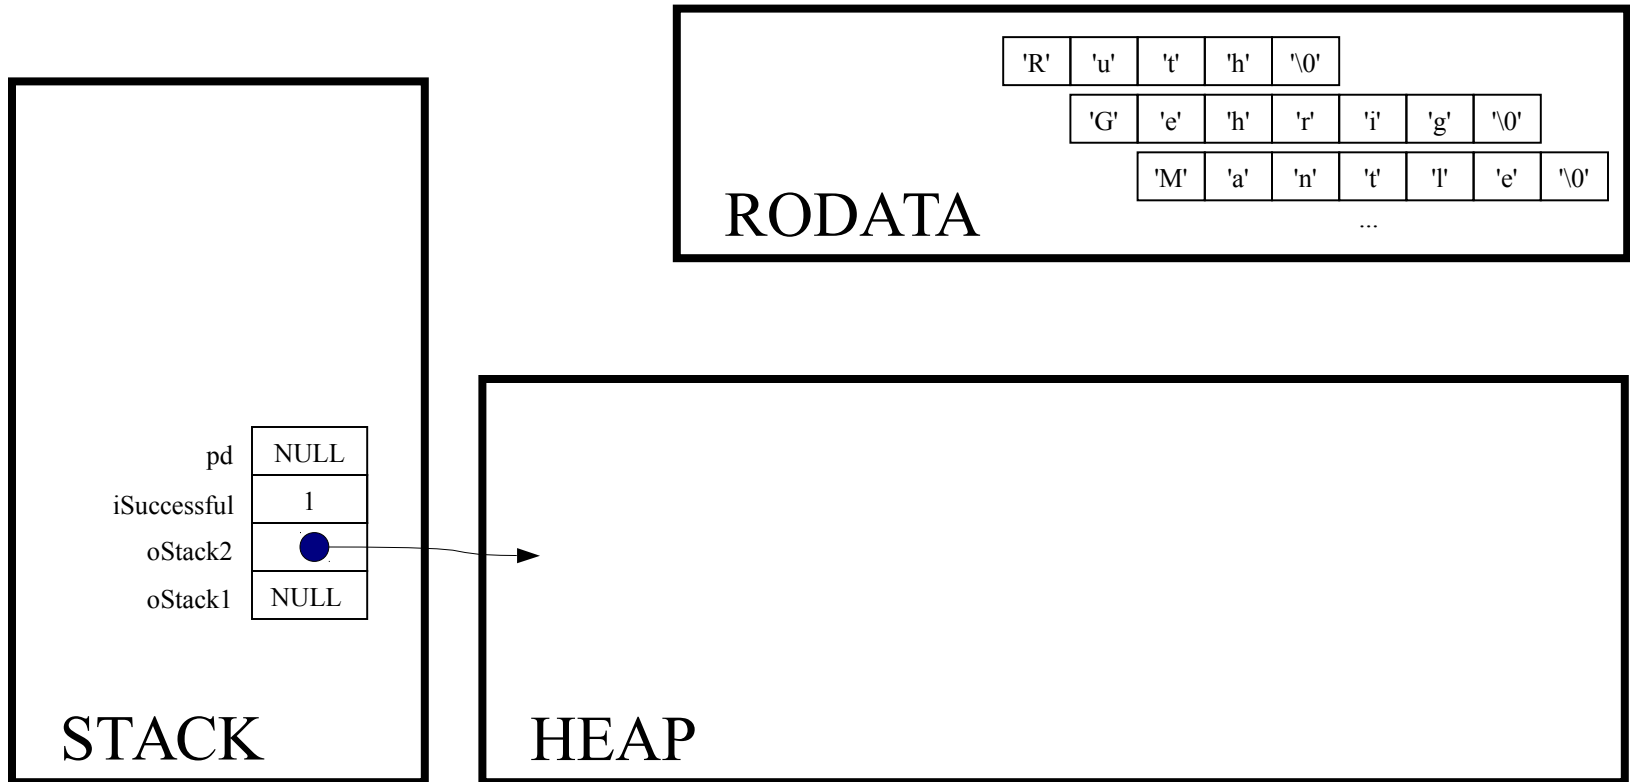 'R' 'u' 't' 'h' '\0'
'G' 'e' 'h' 'r' 'i' 'g' '\0'
'M' 'a' 'n' 't' 'l' 'e' '\0'
...
RODATA
pd NULL
iSuccessful 1
oStack2
oStack1 NULL
STACK
HEAP